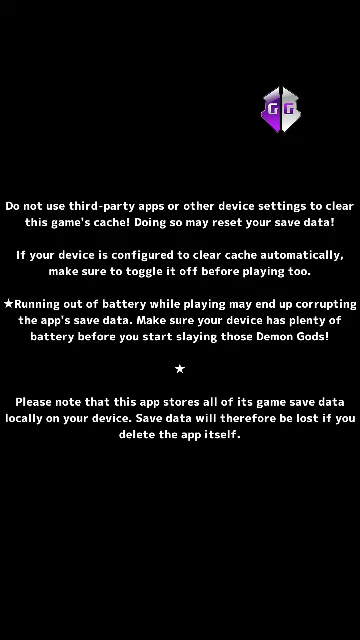 GG
Do not use third-party apps or other device settings to clear
this game's cache! Doing so may reset your save data!
If your device is configured to clear cache automatically,
make sure to toggle it off before playing too.
★Running out of battery while playing may end up corrupting
the app's save data. Make sure your device has plenty of
battery before you start slaying those Demon Gods!
★
Please note that this app stores all of its game save data
locally on your device. Save data will therefore be lost if you
delete the app itself.